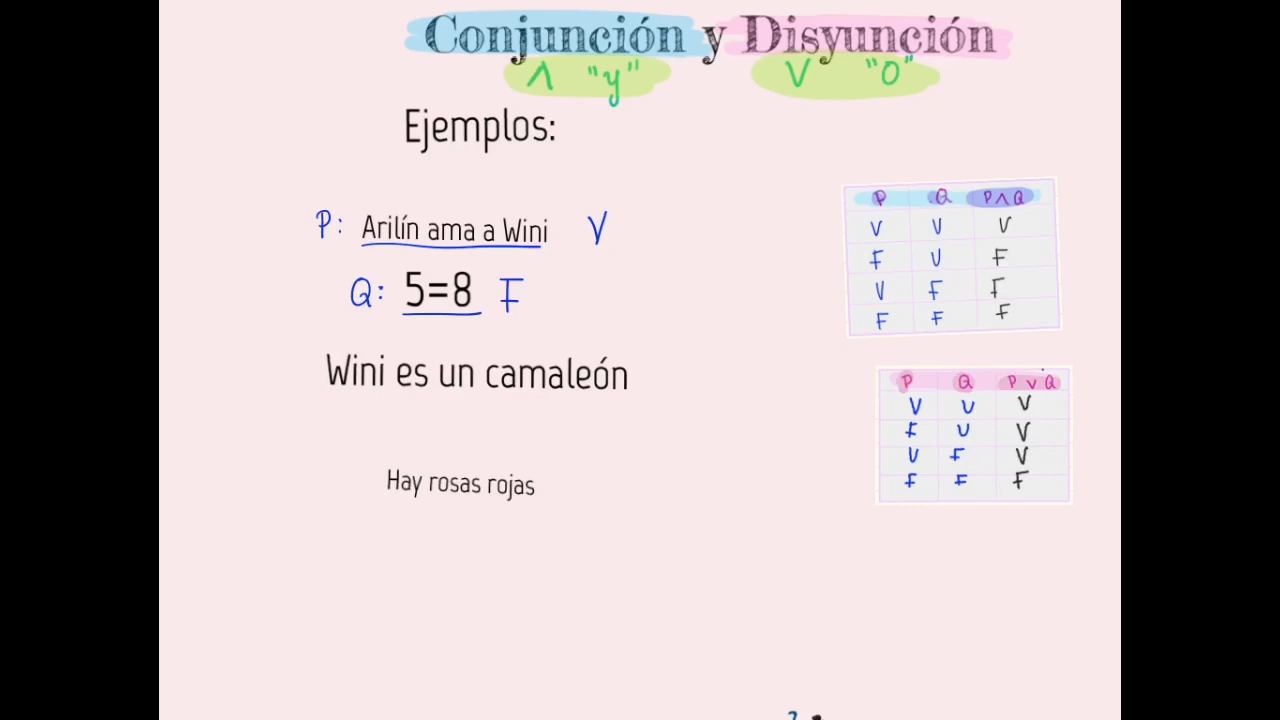 Conjunción y Disyunción
∧ "y" ∨ "O"
Ejemplos:
P: Arilín ama a Wini V
Q: 5=8 F
Wini es un camaleón
Hay rosas rojas
P Q P∧Q
V V V
F V F
V F F
F F F
P Q P∨Q
V V V
F V V
V F V
F F F